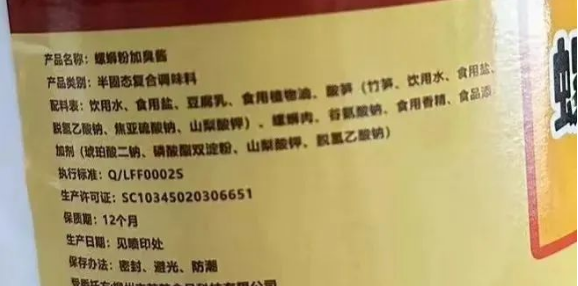 产品名称：螺蛳粉加臭酱
产品类别：半固态复合调味料
配料表：饮用水、食用盐、豆腐乳、食用植物油、酸笋（竹笋、饮用水、食用盐、
脱氢乙酸钠、焦亚硫酸钠、山梨酸钾）、螺蛳肉、谷氨酸钠、食用香精、食品添
加剂（琥珀酸二钠、磷酸酯双淀粉、山梨酸钾、脱氢乙酸钠）
执行标准：Q/LFF0002S
生产许可证：SC10345020306651
保质期：12个月
生产日期：见喷印处
保存办法：密封、避光、防潮